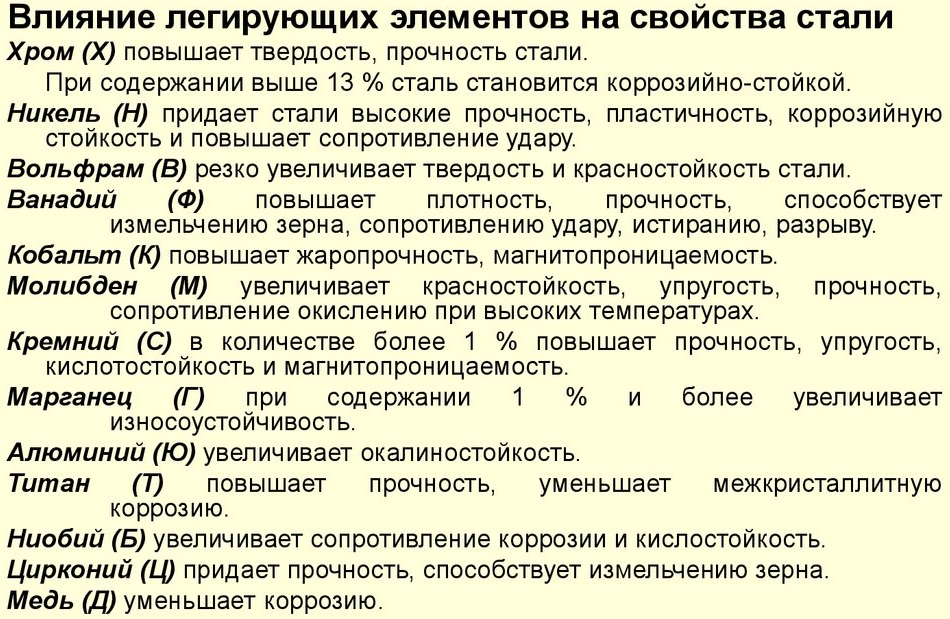 Влияние легирующих элементов на свойства стали
Хром (Х) повышает твердость, прочность стали.
При содержании выше 13 % сталь становится коррозийно-стойкой.
Никель (Н) придает стали высокие прочность, пластичность, коррозийную
стойкость и повышает сопротивление удару.
Вольфрам (В) резко увеличивает твердость и красностойкость стали.
Ванадий (Ф) повышает плотность, прочность, способствует
измельчению зерна, сопротивлению удару, истиранию, разрыву.
Кобальт (К) повышает жаропрочность, магнитопроницаемость.
Молибден (М) увеличивает красностойкость, упругость, прочность,
сопротивление окислению при высоких температурах.
Кремний (С) в количестве более 1 % повышает прочность, упругость,
кислотостойкость и магнитопроницаемость.
Марганец (Г) при содержании 1 % и более увеличивает
износоустойчивость.
Алюминий (Ю) увеличивает окалиностойкость.
Титан (Т) повышает прочность, уменьшает межкристаллитную
коррозию.
Ниобий (Б) увеличивает сопротивление коррозии и кислостойкость.
Цирконий (Ц) придает прочность, способствует измельчению зерна.
Медь (Д) уменьшает коррозию.